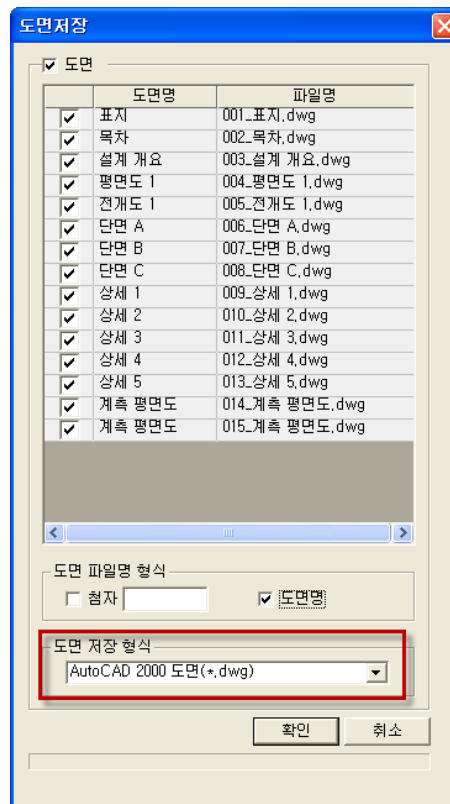 도면저장
도면
도면명 파일명
표지 001_표지.dwg
목차 002_목차.dwg
설계 개요 003_설계 개요.dwg
평면도 1 004_평면도 1.dwg
전개도 1 005_전개도 1.dwg
단면 A 006_단면 A.dwg
단면 B 007_단면 B.dwg
단면 C 008_단면 C.dwg
상세 1 009_상세 1.dwg
상세 2 010_상세 2.dwg
상세 3 011_상세 3.dwg
상세 4 012_상세 4.dwg
상세 5 013_상세 5.dwg
계측 평면도 014_계측 평면도.dwg
계측 평면도 015_계측 평면도.dwg
도면 파일명 형식
첨자 도면명
도면 저장 형식
AutoCAD 2000 도면(*.dwg)
확인 취소